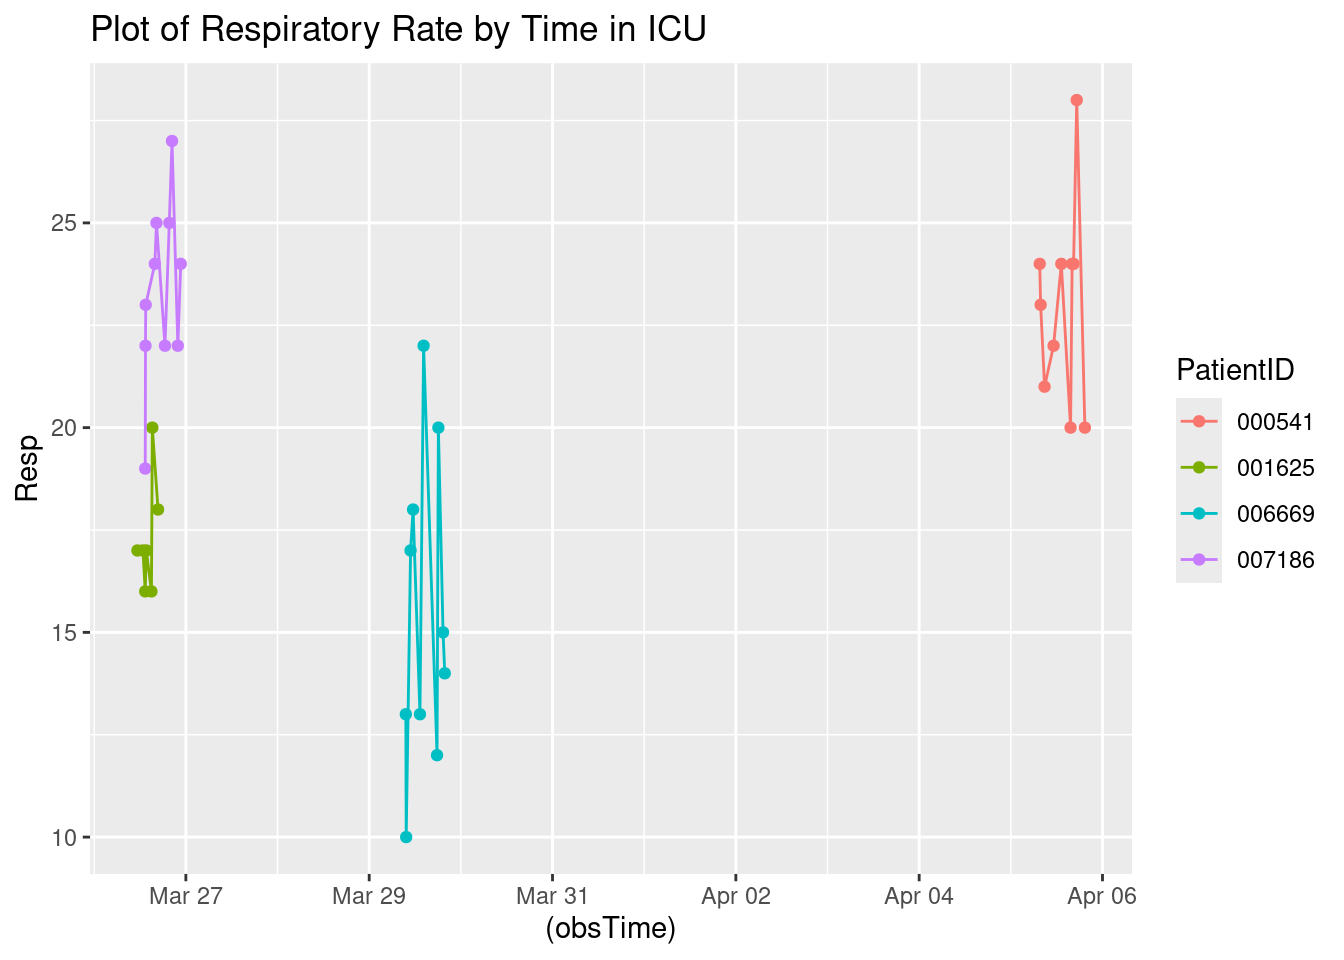 Plot of Respiratory Rate by Time in ICU
25
20
15
10
Resp
Mar 27
Mar 29
Mar 31
Apr 02
Apr 04
Apr 06
(obsTime)
PatientID
000541
001625
006669
007186